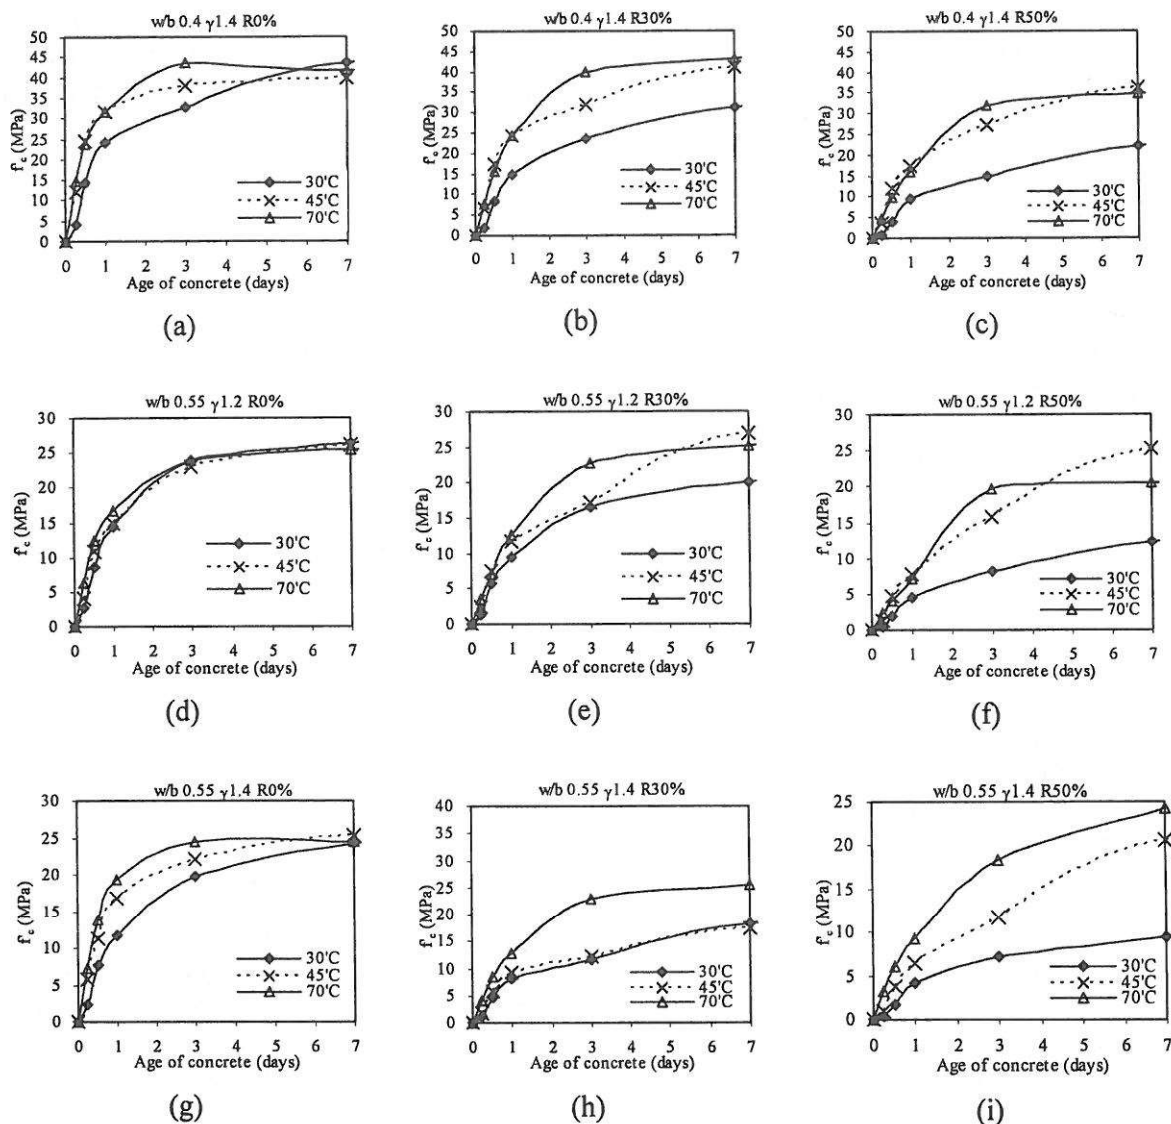 w/b 0.4 γ1.4 R0%
50
45
40
35
30
25
20
15
10
5
0
f'c (MPa)
30'C
45'C
70'C
0 1 2 3 4 5 6 7
Age of concrete (days)
(a)
w/b 0.4 γ1.4 R30%
50
45
40
35
30
25
20
15
10
5
0
f'c (MPa)
30'C
45'C
70'C
0 1 2 3 4 5 6 7
Age of concrete (days)
(b)
w/b 0.4 γ1.4 R50%
50
45
40
35
30
25
20
15
10
5
0
f'c (MPa)
30'C
45'C
70'C
0 1 2 3 4 5 6 7
Age of concrete (days)
(c)
w/b 0.55 γ1.2 R0%
30
25
20
15
10
5
0
f'c (MPa)
30'C
45'C
70'C
0 1 2 3 4 5 6 7
Age of concrete (days)
(d)
w/b 0.55 γ1.2 R30%
30
25
20
15
10
5
0
f'c (MPa)
30'C
45'C
70'C
0 1 2 3 4 5 6 7
Age of concrete (days)
(e)
w/b 0.55 γ1.2 R50%
30
25
20
15
10
5
0
f'c (MPa)
30'C
45'C
70'C
0 1 2 3 4 5 6 7
Age of concrete (days)
(f)
w/b 0.55 γ1.4 R0%
30
25
20
15
10
5
0
f'c (MPa)
30'C
45'C
70'C
0 1 2 3 4 5 6 7
Age of concrete (days)
(g)
w/b 0.55 γ1.4 R30%
40
35
30
25
20
15
10
5
0
f'c (MPa)
30'C
45'C
70'C
0 1 2 3 4 5 6 7
Age of concrete (days)
(h)
w/b 0.55 γ1.4 R50%
25
20
15
10
5
0
f'c (MPa)
30'C
45'C
70'C
0 1 2 3 4 5 6 7
Age of concrete (days)
(i)